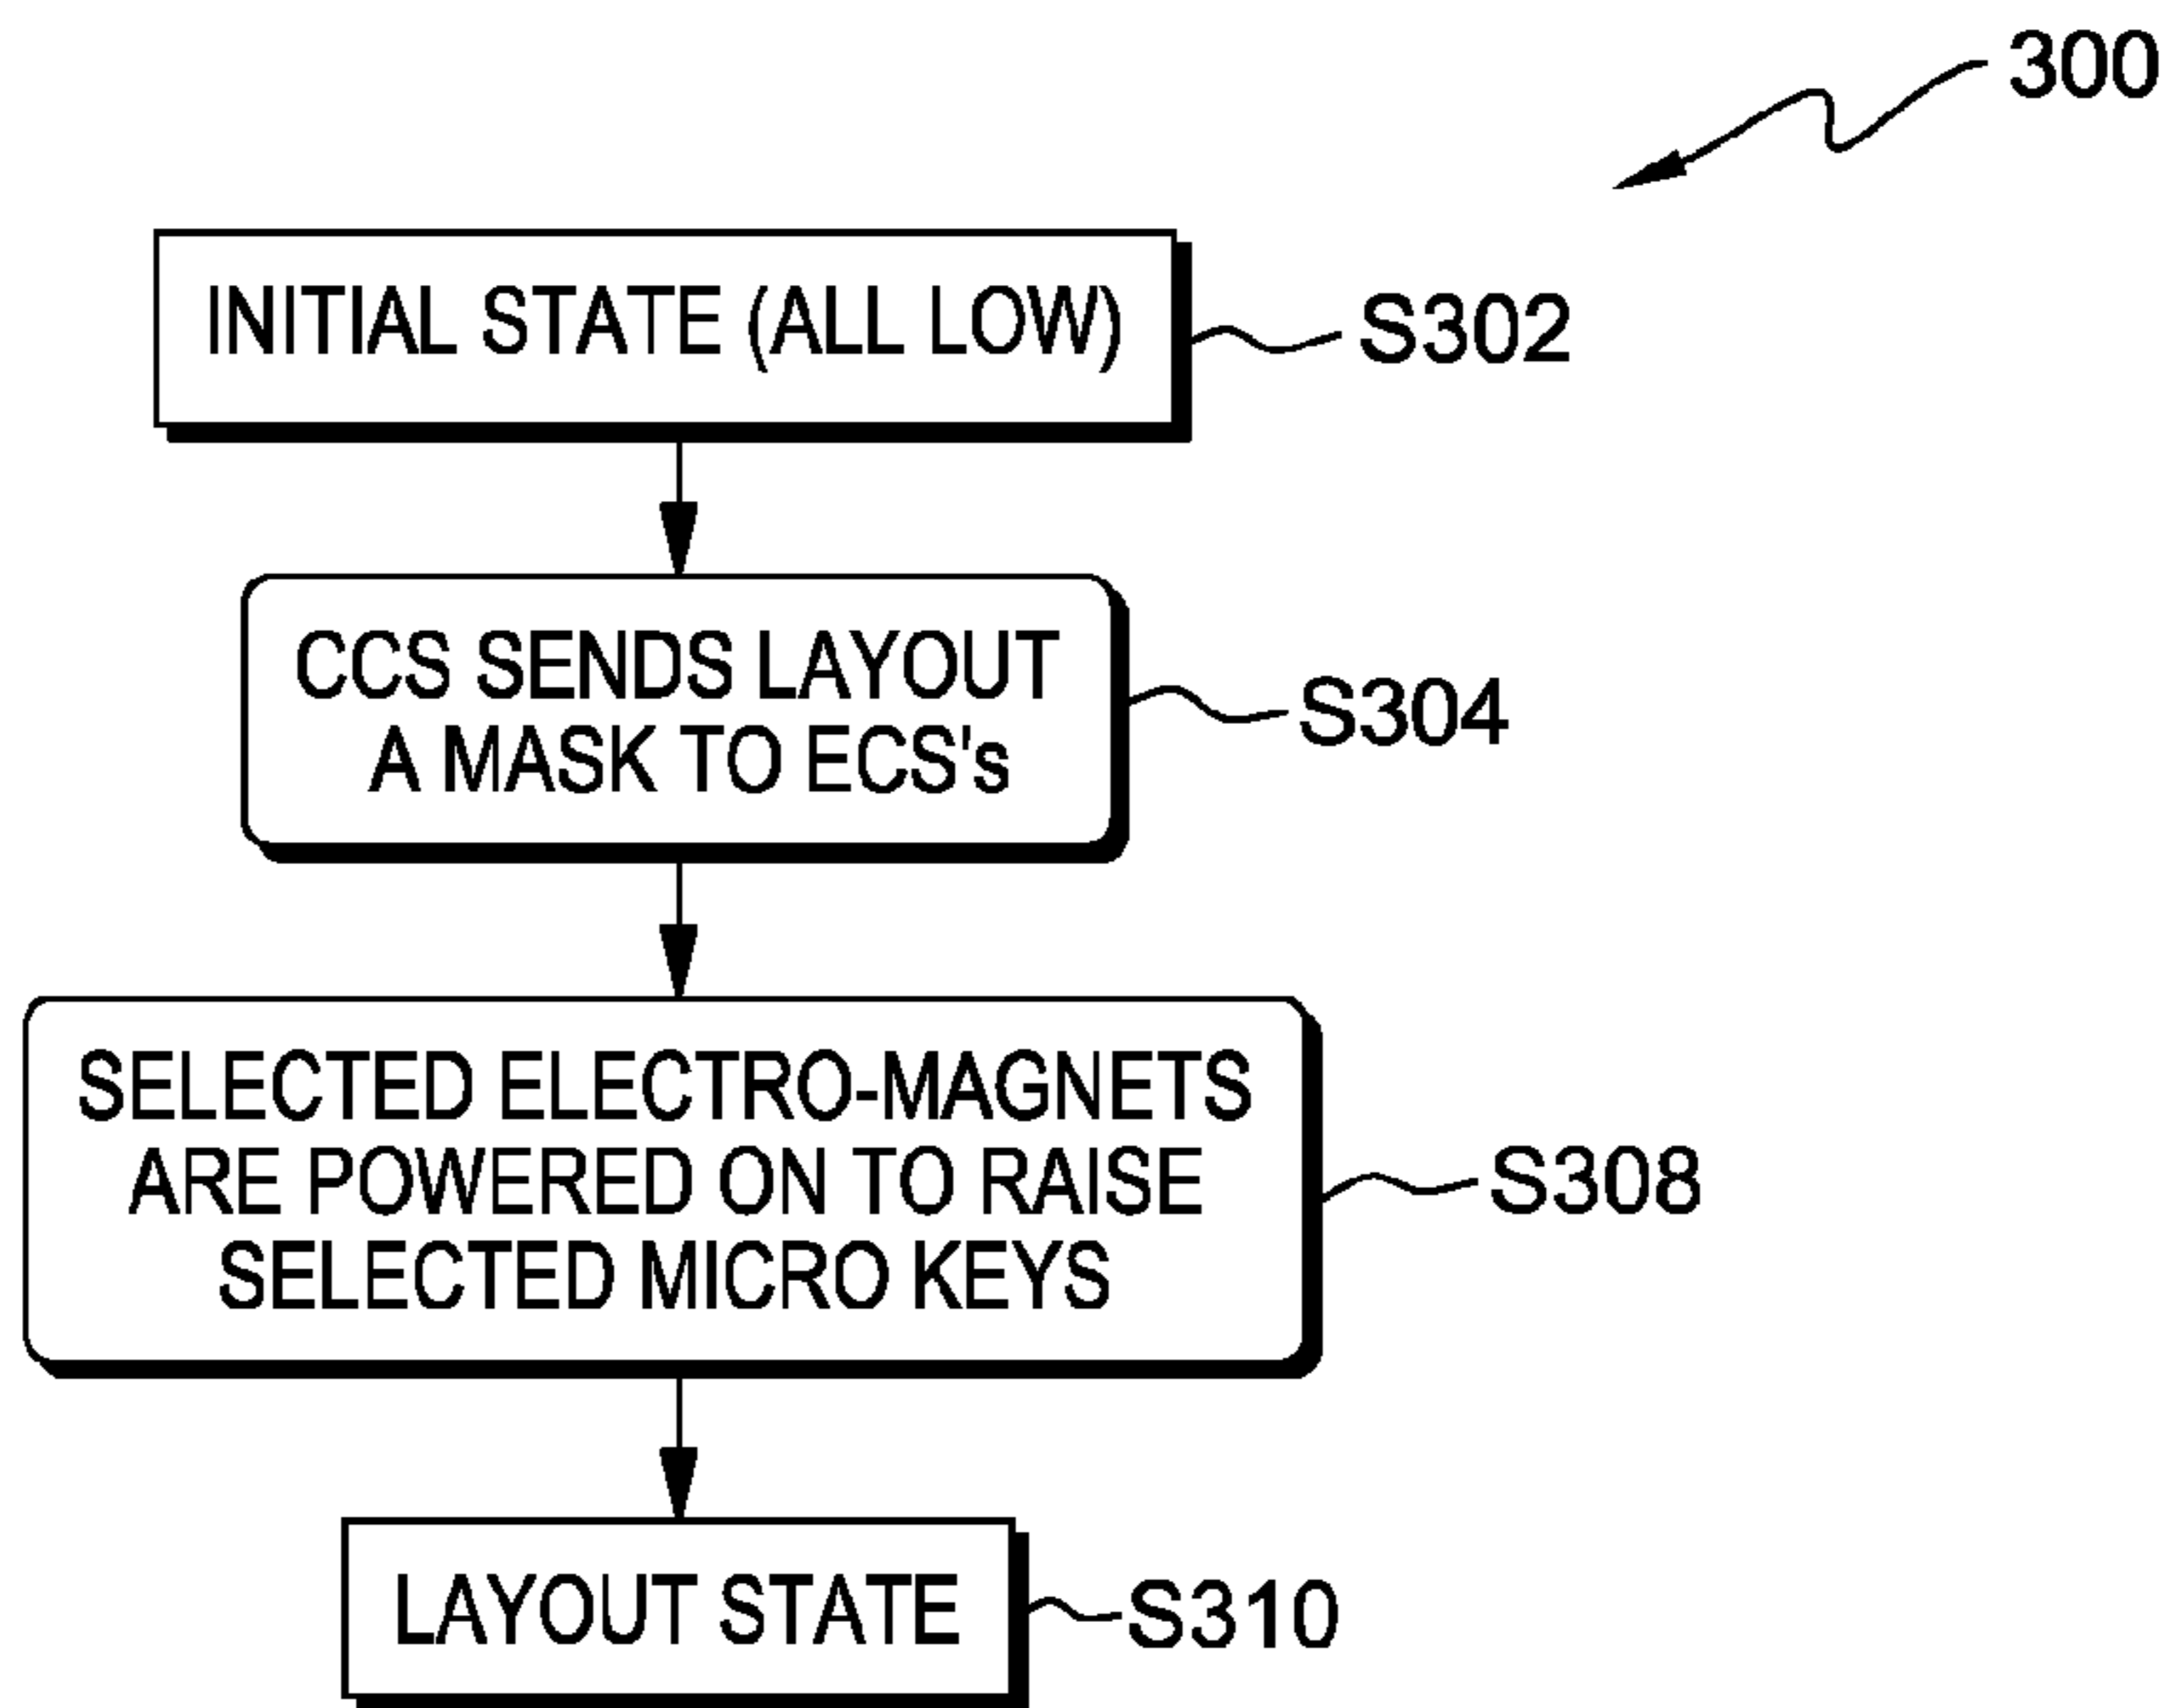 300
INITIAL STATE (ALL LOW)
S302
CCS SENDS LAYOUT
A MASK TO ECS's
S304
SELECTED ELECTRO-MAGNETS
ARE POWERED ON TO RAISE
SELECTED MICRO KEYS
S308
LAYOUT STATE
S310